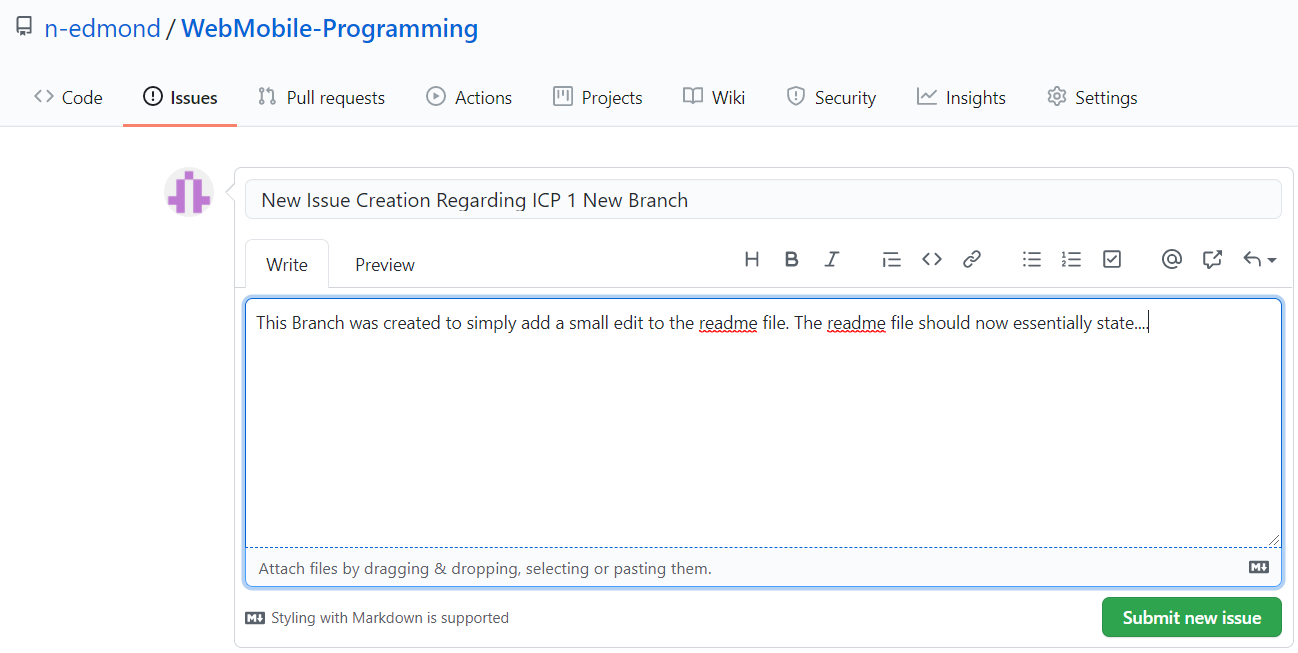 n-edmond / WebMobile-Programming
Code Issues Pull requests Actions Projects Wiki Security Insights Settings
New Issue Creation Regarding ICP 1 New Branch
Write Preview
This Branch was created to simply add a small edit to the readme file. The readme file should now essentially state....
Attach files by dragging & dropping, selecting or pasting them.
Styling with Markdown is supported
Submit new issue